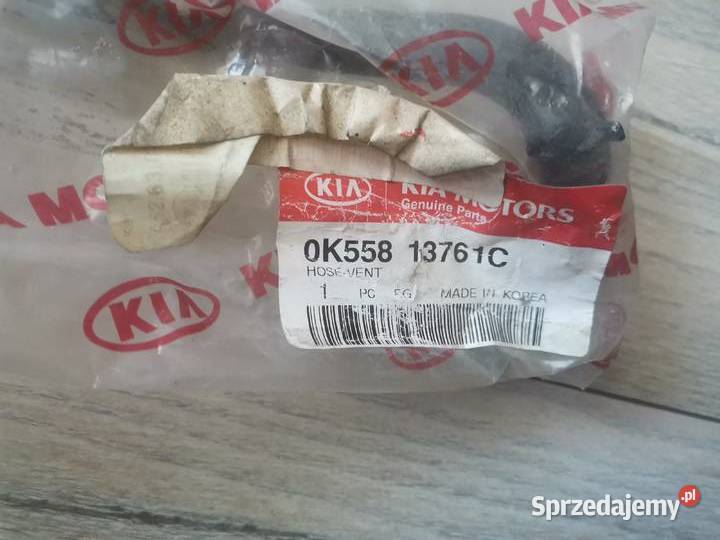 KIA
KI
KIA
KIA
KIA MOTORS
Genuine Parts
A MO
0K558 13761C
HOSE-VENT
1 PC MADE IN KOREA
KIA
Sprzedajemy.pl